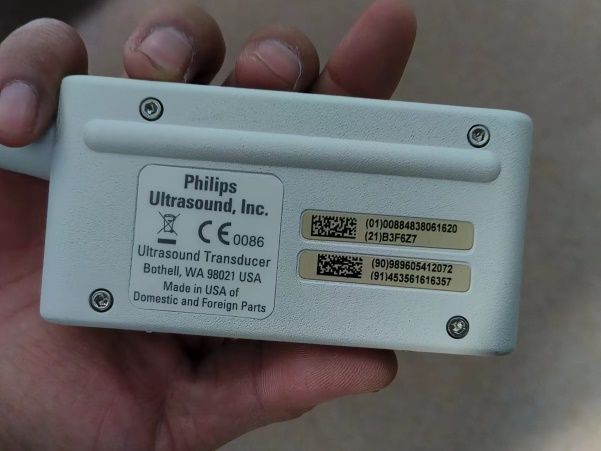 Philips
Ultrasound, Inc.
CE 0086
Ultrasound Transducer
Bothell, WA 98021 USA
Made in USA of
Domestic and Foreign Parts
(01)00884838061620
(21)B3F6Z7
(90)989605412072
(91)453561616357